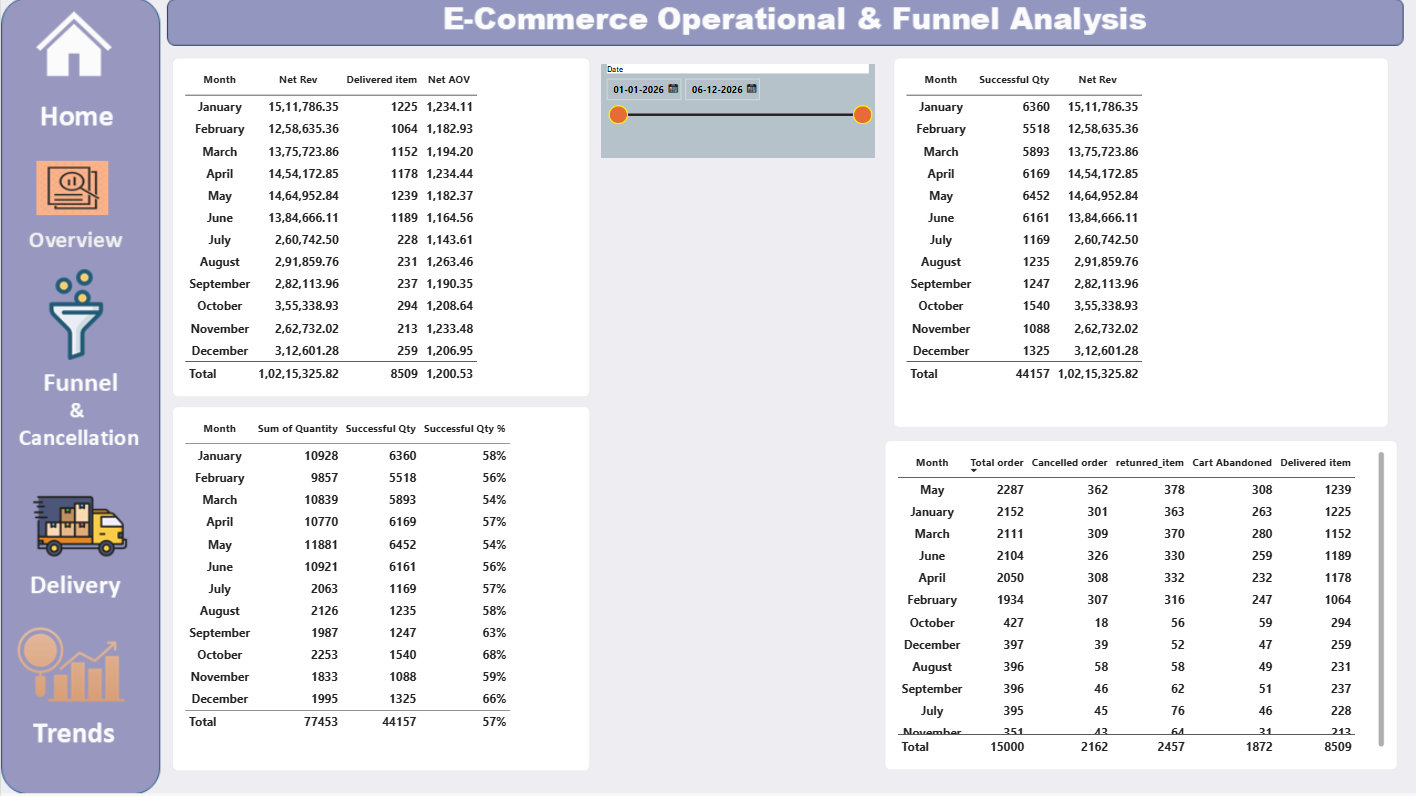 E-Commerce Operational & Funnel Analysis
Home
Overview
Funnel
&
Cancellation
Delivery
Trends
Month Net Rev Delivered item Net AOV
January 15,11,786.35 1225 1,234.11
February 12,58,635.36 1064 1,182.93
March 13,75,723.86 1152 1,194.20
April 14,54,172.85 1178 1,234.44
May 14,64,952.84 1239 1,182.37
June 13,84,666.11 1189 1,164.56
July 2,60,742.50 228 1,143.61
August 2,91,859.76 231 1,263.46
September 2,82,113.96 237 1,190.35
October 3,55,338.93 294 1,208.64
November 2,62,732.02 213 1,233.48
December 3,12,601.28 259 1,206.95
Total 1,02,15,325.82 8509 1,200.53
Date
01-01-2026 06-12-2026
Month Successful Qty Net Rev
January 6360 15,11,786.35
February 5518 12,58,635.36
March 5893 13,75,723.86
April 6169 14,54,172.85
May 6452 14,64,952.84
June 6161 13,84,666.11
July 1169 2,60,742.50
August 1235 2,91,859.76
September 1247 2,82,113.96
October 1540 3,55,338.93
November 1088 2,62,732.02
December 1325 3,12,601.28
Total 44157 1,02,15,325.82
Month Sum of Quantity Successful Qty Successful Qty %
January 10928 6360 58%
February 9857 5518 56%
March 10839 5893 54%
April 10770 6169 57%
May 11881 6452 54%
June 10921 6161 56%
July 2063 1169 57%
August 2126 1235 58%
September 1987 1247 63%
October 2253 1540 68%
November 1833 1088 59%
December 1995 1325 66%
Total 77453 44157 57%
Month Total order Cancelled order retunred_item Cart Abandoned Delivered item
May 2287 362 378 308 1239
January 2152 301 363 263 1225
March 2111 309 370 280 1152
June 2104 326 330 259 1189
April 2050 308 332 232 1178
February 1934 307 316 247 1064
October 427 18 56 59 294
December 397 39 52 47 259
August 396 58 58 49 231
September 396 46 62 51 237
July 395 45 76 46 228
November 351 43 64 31 213
Total 15000 2162 2457 1872 8509